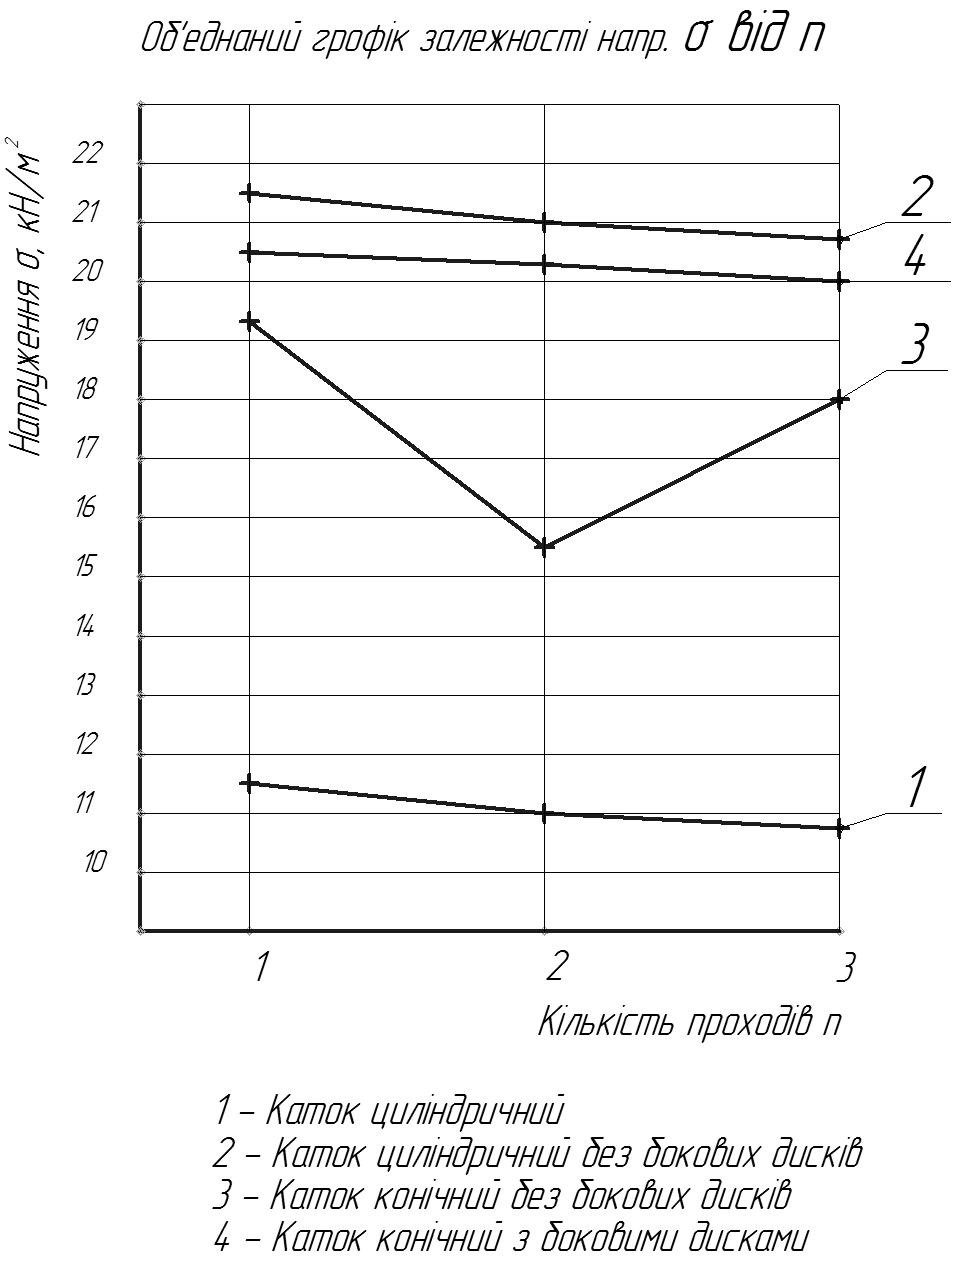 Об'єднаний грофік залежності напр. σ від n
Напруження σ, кН/м²
22
21
20
19
18
17
16
15
14
13
12
11
10
2
4
3
1
1 2 3
Кількість проходів n
1 – Каток циліндричний
2 – Каток циліндричний без бокових дисків
3 – Каток конічний без бокових дисків
4 – Каток конічний з боковими дисками